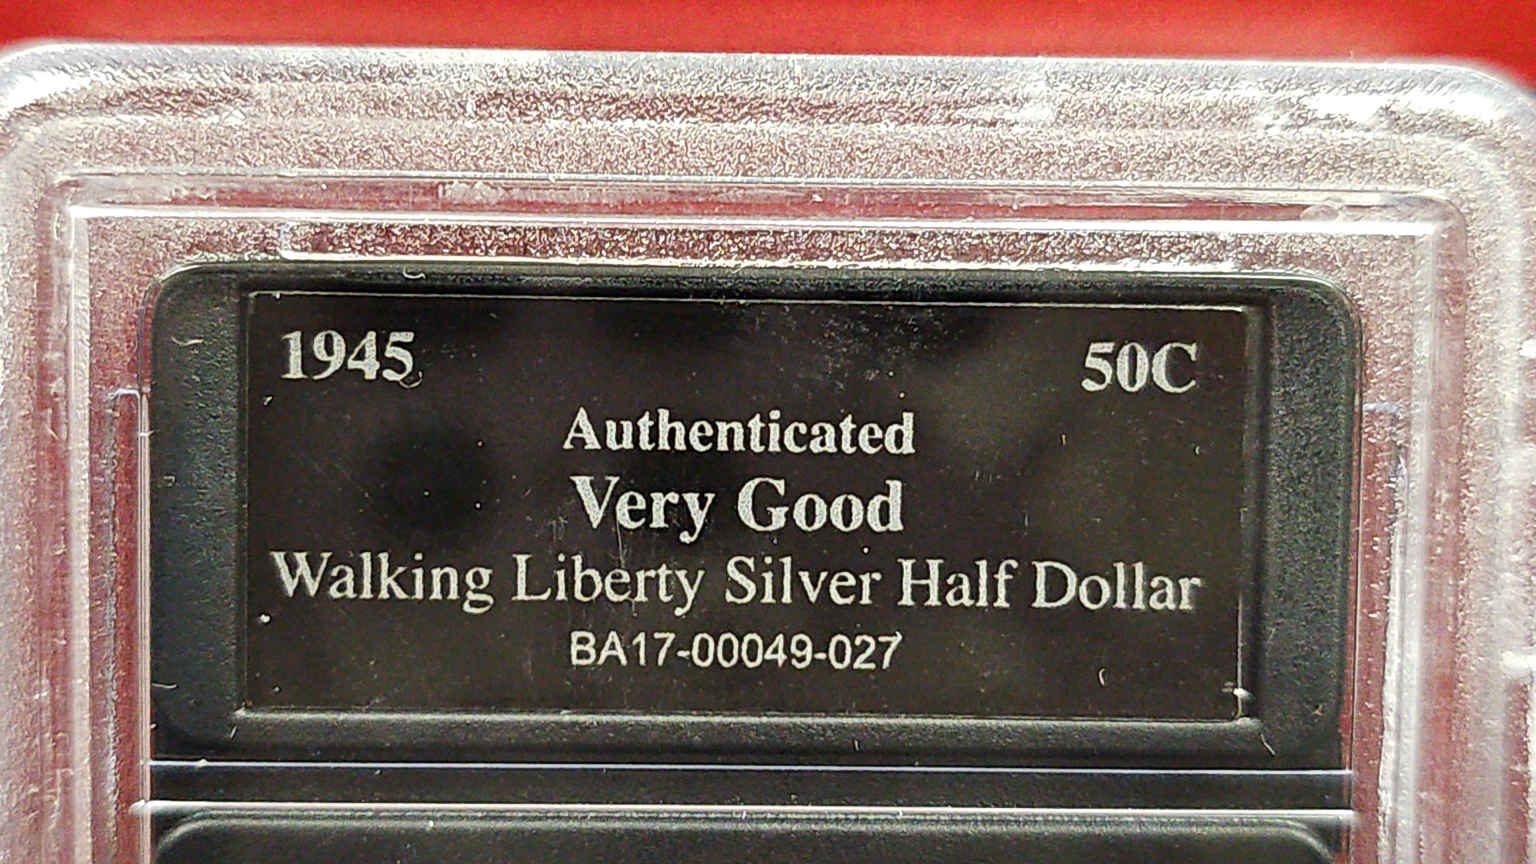 1945 50C
Authenticated
Very Good
Walking Liberty Silver Half Dollar
BA17-00049-027